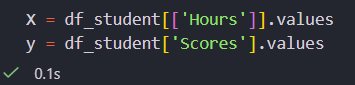 X = df_student[['Hours']].values
y = df_student['Scores'].values
✓ 0.1s